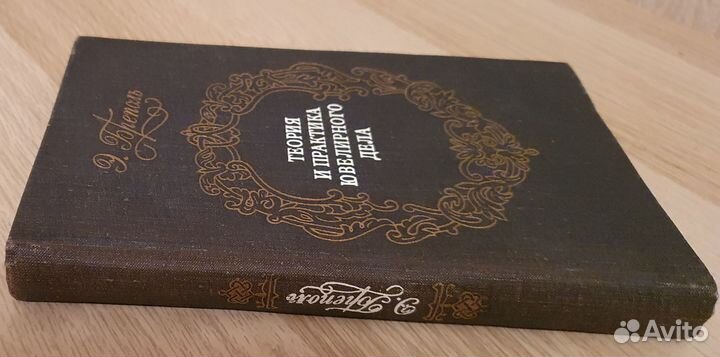 Э. Бреполь
ТЕОРИЯ
И ПРАКТИКА
ЮВЕЛИРНОГО
ДЕЛА
Э. Бреполь
Avito